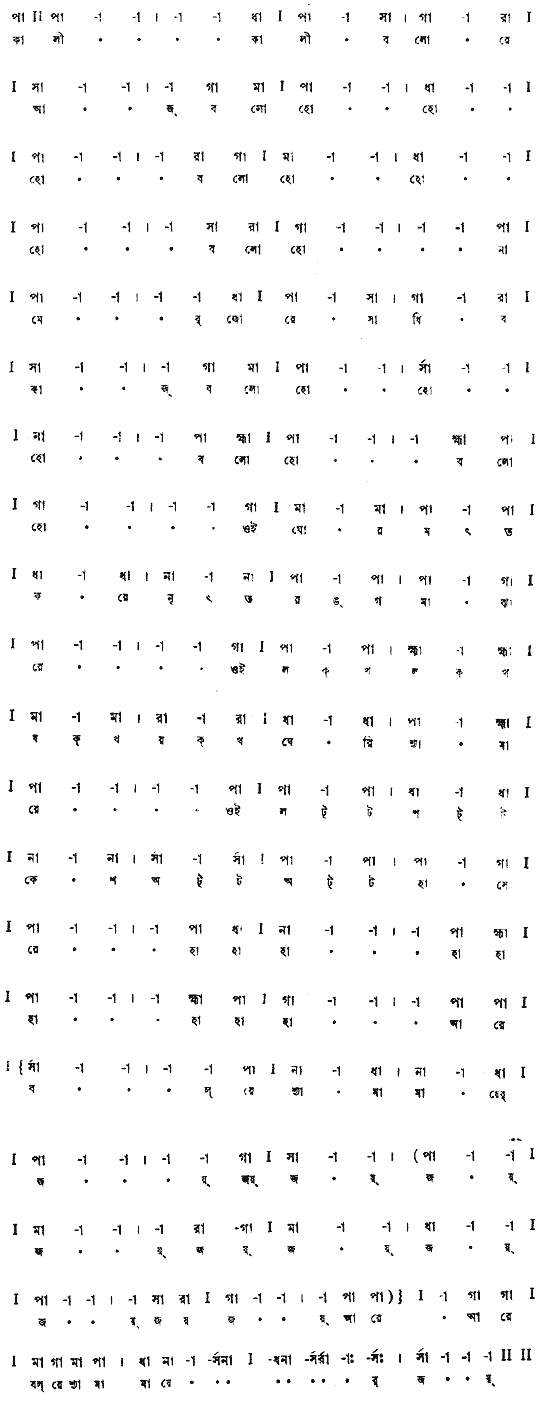 পা II পা -া -া । -া -া ধা I পা -া সা । গা -া রা I
কা লী • • • • কা লী • ব লো • রে
I সা -া -া । -া গা মা I পা -া -া । ধা -া -া I
আ • • জ্ ব লো হো • • হো • •
I পা -া -া । -া রা গা I মা -া -া । ধা -া -া I
হো • • • ব লো হো • • হো • •
I পা -া -া । -া সা রা I গা -া -া । -া -া পা I
হো • • • ব লো হো • • • • না
I পা -া -া । -া -া ধা I পা -া সা । গা -া রা I
মে • • • র্ ণ্ডে রে • সা ধি • ব
I সা -া -া । -া গা মা I পা -া -া । র্সা -া -া I
কা • • জ্ ব লো হো • • হো • •
I না -া -া । -া পা হ্মা I পা -া -া । -া হ্মা পা I
হো • • • ব লো হো • • • ব লো
I গা -া -া । -া -া গা I মা -া মা । পা -া পা I
হো • • • • ওই ঘো • র ম ৎ ত
I ধা -া ধা । না -া না I পা -া পা । পা -া গা I
ক • রে নৃ ৎ ত র ঙ্ গ মা • ঝা
I পা -া -া । -া -া গা I পা -া পা । হ্মা -া হ্মা I
রে • • • • ওই ল ক্ খ ল ক্ খ
I মা -া মা । রা -া রা I ধা -া ধা । পা -া হ্মা I
য ক্ খ র ক্ খ ঘে • রি শ্যা • মা
I পা -া -া । -া -া পা I পা -া পা । ধা -া ধা I
রে • • • • ওই ল ট্ ট প ট্ ট
I না -া না । র্সা -া র্সা I পা -া পা । পা -া গা I
কে • শ অ ট্ ট অ ট্ ট হা • সে
I পা -া -া । -া পা ধা I না -া -া । -া পা হ্মা I
রে • • • হা হা হা • • • হা হা
I পা -া -া । -া হ্মা পা I গা -া -া । -া পা পা I
হা • • • হা হা হা • • • আ রে
I {র্সা -া -া । -া -া পা I না -া ধা । না -া ধা I
ব • • • ল্ রে শ্যা • মা মা • য়ের্
I পা -া -া । -া -া গা I সা -া -া । (পা -া -া I
জ • • • য়্ জয়্ জ • য়্ জ • য়্
I মা -া -া । -া রা -গা I মা -া -া । ধা -া -া I
জ • • য়্ জ য়্ জ • য়্ জ • য়্
I পা -া -া । -া সা রা I গা -া -া । -া পা পা)} I -া গা গা I
জ • • য়্ জ য় জ • • য়্ আ রে • আ রে
I মা গা মা পা । ধা না -া -র্সনা I -ধনা -র্সর্রা -াঃ -র্সঃ । র্সা -া -া -া II II
বল্ রে শ্যা মা মা য়ে • •• •• •• • র্ জ • • য়্